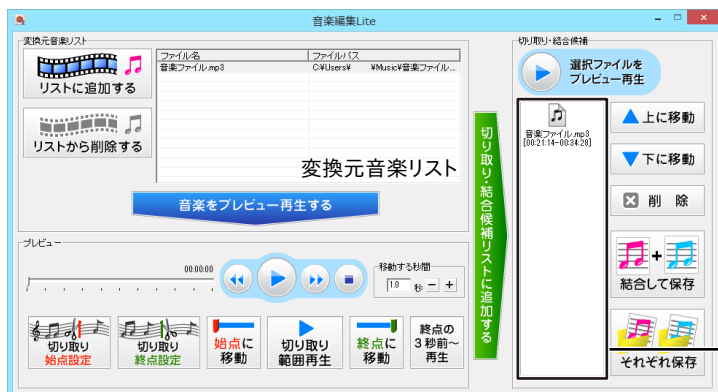 音楽編集Lite
変換元音楽リスト
リストに追加する
リストから削除する
ファイル名 ファイルパス
音楽ファイル.mp3 C:¥Users¥ ¥Music¥音楽ファイル...
変換元音楽リスト
音楽をプレビュー再生する
プレビュー
00:00:00
移動する秒間
1.0 秒 － ＋
切り取り
始点設定
切り取り
終点設定
始点に
移動
切り取り
範囲再生
終点に
移動
終点の
3秒前～
再生
切り取り・結合候補リストに追加する
切り取り・結合候補
選択ファイルを
プレビュー再生
音楽ファイル.mp3
[00:21:14-00:34:28]
上に移動
下に移動
削 除
結合して保存
それぞれ保存